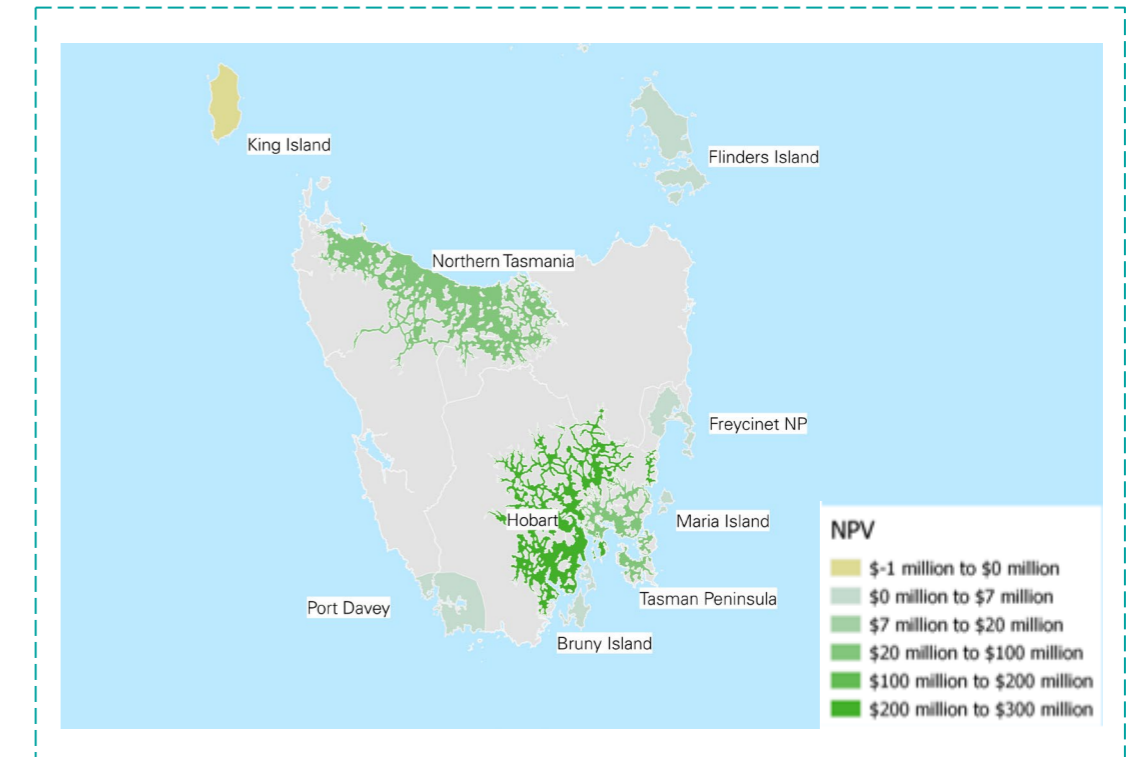 King Island
Flinders Island
Northern Tasmania
Freycinet NP
Hobart
Maria Island
Tasman Peninsula
Port Davey
Bruny Island
NPV
$-1 million to $0 million
$0 million to $7 million
$7 million to $20 million
$20 million to $100 million
$100 million to $200 million
$200 million to $300 million